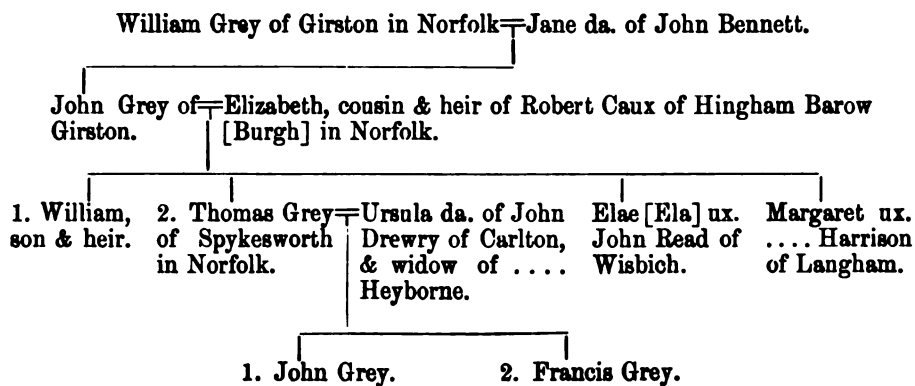 William Grey of Girston in Norfolk=Jane da. of John Bennett.
John Grey of=Elizabeth, cousin & heir of Robert Caux of Hingham Barow
Girston. [Burgh] in Norfolk.
1. William, 2. Thomas Grey=Ursula da. of John Elae [Ela] ux. Margaret ux.
son & heir. of Spykesworth Drewry of Carlton, John Read of .... Harrison
in Norfolk. & widow of .... Wisbich. of Langham.
Heyborne.
1. John Grey. 2. Francis Grey.